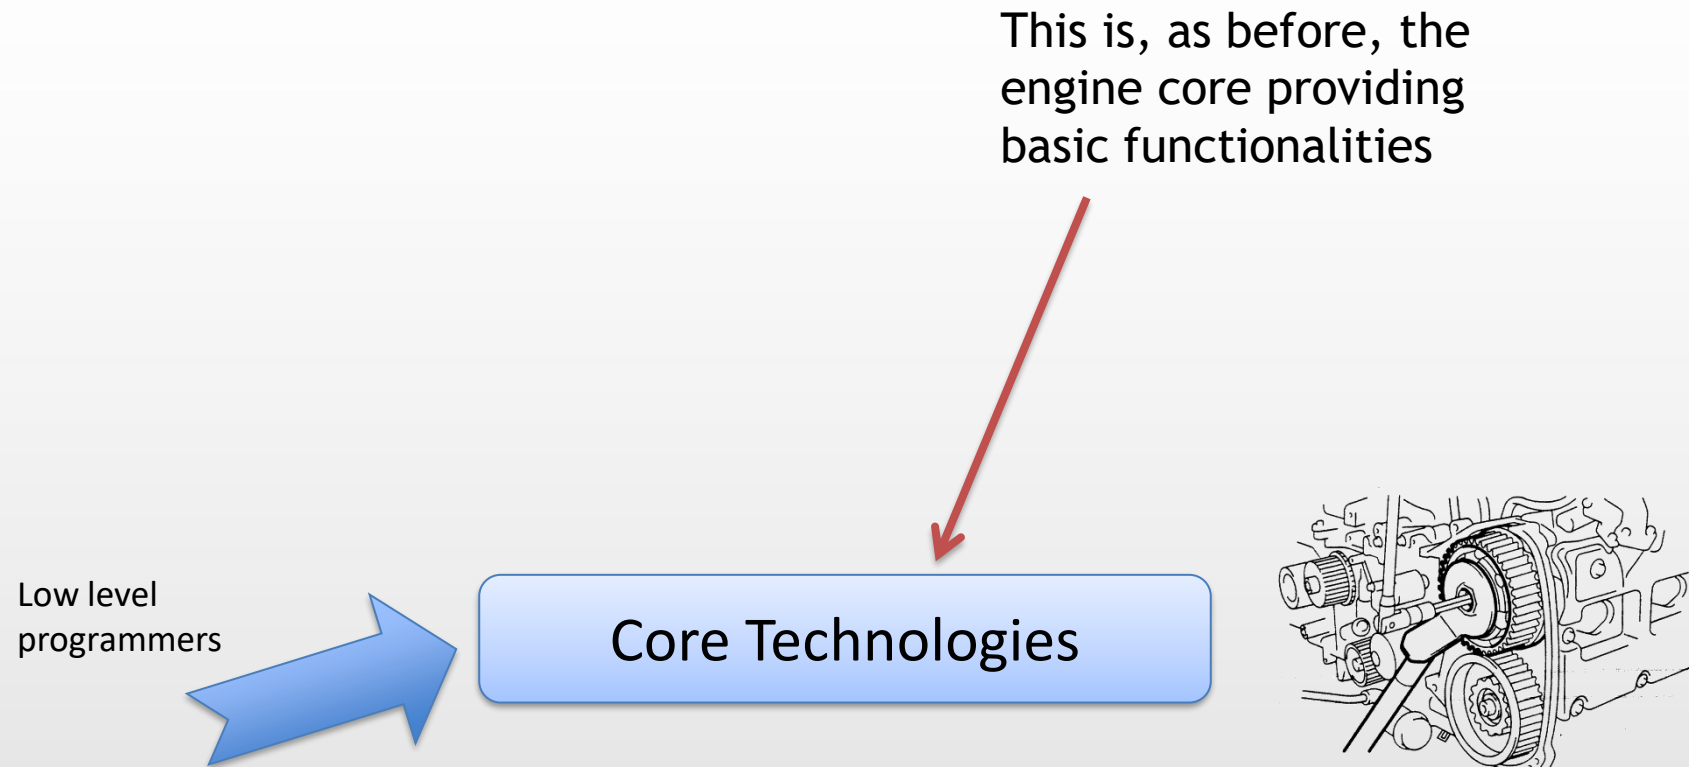 This is, as before, the
engine core providing
basic functionalities
Low level
programmers
Core Technologies